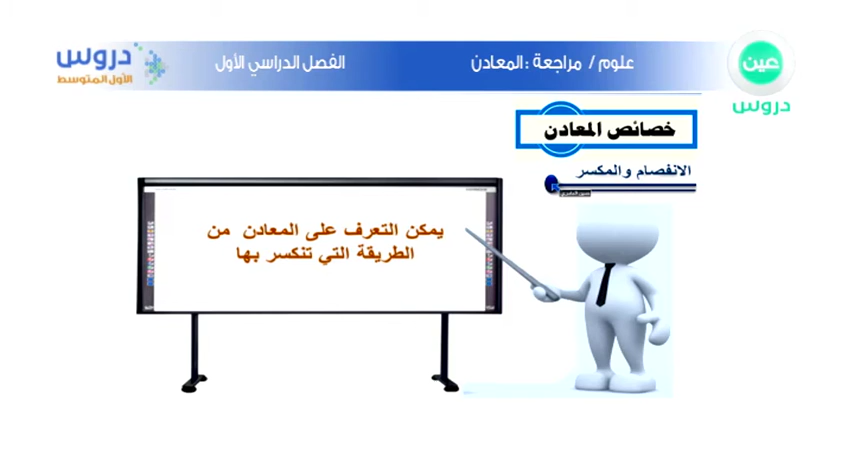 علوم / مراجعة : المعادن
الفصل الدراسي الأول
دروس
الأول المتوسط
عين
دروس
خصائص المعادن
الانفصام والمكسر
يمكن التعرف على المعادن من
الطريقة التي تنكسر بها